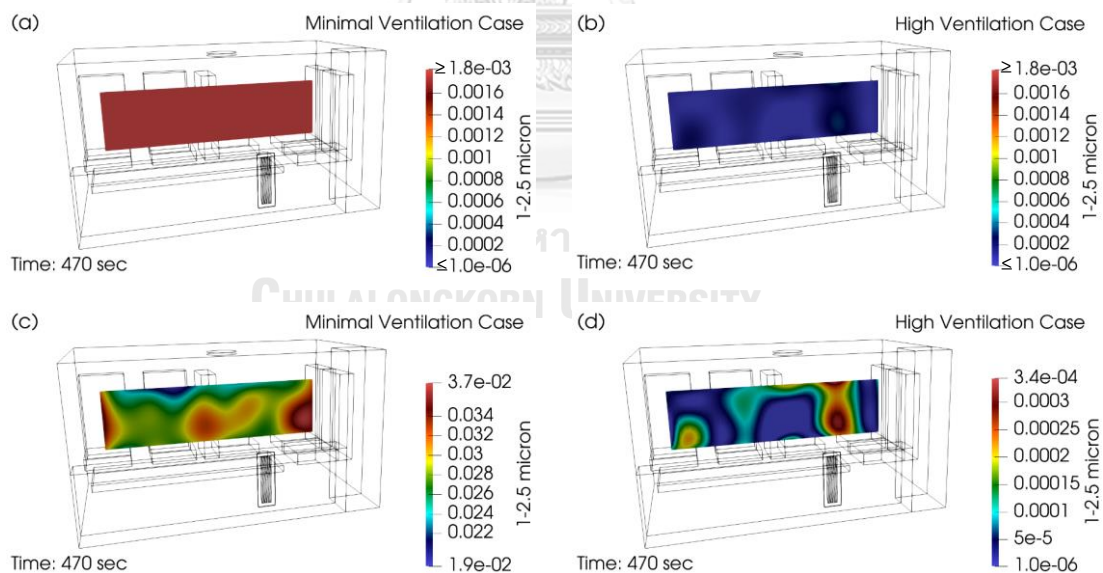 (a)
Minimal Ventilation Case
≥ 1.8e-03
0.0016
0.0014
0.0012
0.001
0.0008
0.0006
0.0004
0.0002
≤1.0e-06
1-2.5 micron
Time: 470 sec
(b)
High Ventilation Case
≥ 1.8e-03
0.0016
0.0014
0.0012
0.001
0.0008
0.0006
0.0004
0.0002
≤ 1.0e-06
1-2.5 micron
Time: 470 sec
CHULALONGKORN UNIVERSITY
(c)
Minimal Ventilation Case
3.7e-02
0.034
0.032
0.03
0.028
0.026
0.024
0.022
1.9e-02
1-2.5 micron
Time: 470 sec
(d)
High Ventilation Case
3.4e-04
0.0003
0.00025
0.0002
0.00015
0.0001
5e-5
1.0e-06
1-2.5 micron
Time: 470 sec